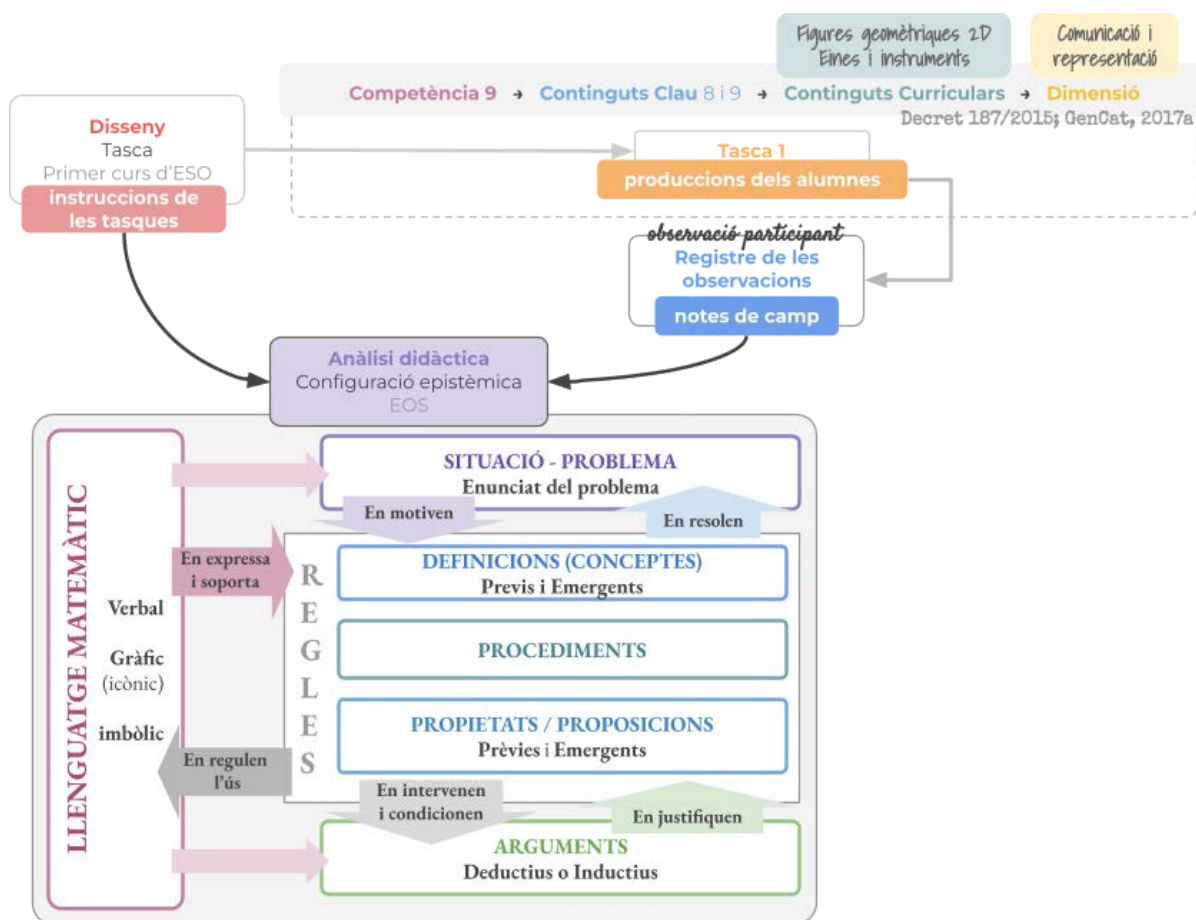 Figures geomètriques 2D
Eines i instruments
Comunicació i
representació
Competència 9 → Continguts Clau 8 i 9 → Continguts Curriculars → Dimensió
Decret 187/2015; GenCat, 2017a
Disseny
Tasca
Primer curs d'ESO
instruccions de
les tasques
Tasca 1
produccions dels alumnes
observació participant
Registre de les
observacions
notes de camp
Anàlisi didàctica
Configuració epistèmica
EOS
LLENGUATGE MATEMÀTIC
Verbal
Gràfic
(icònic)
imbòlic
SITUACIÓ - PROBLEMA
Enunciat del problema
En motiven
En resolen
En expressa
i soporta
REGLES
DEFINICIONS (CONCEPTES)
Previs i Emergents
PROCEDIMENTS
PROPIETATS / PROPOSICIONS
Prèvies i Emergents
En regulen
l'ús
En intervenen
i condicionen
En justifiquen
ARGUMENTS
Deductius o Inductius